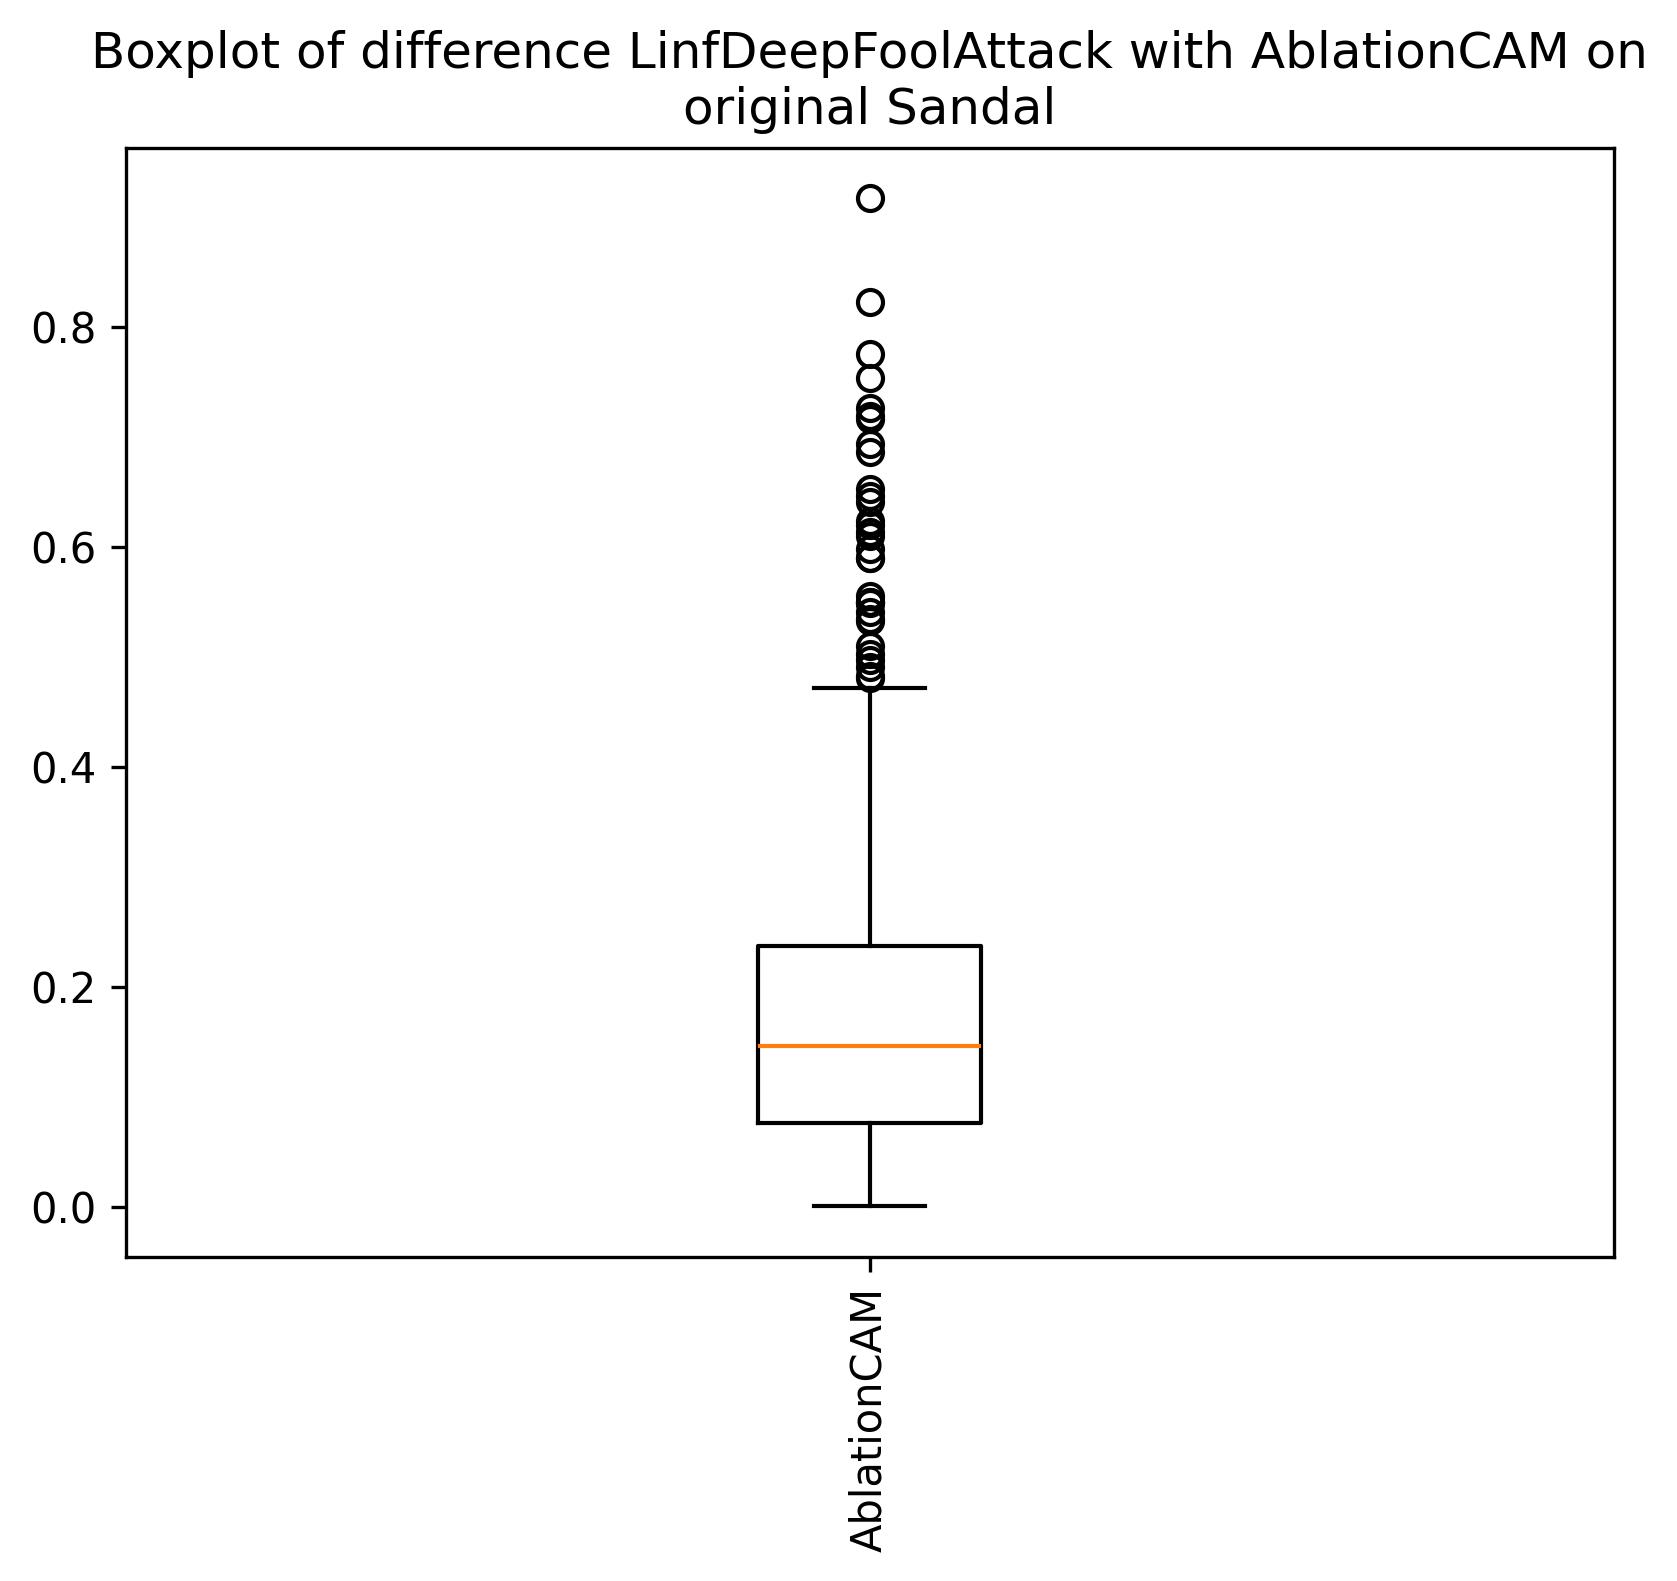 Boxplot of difference LinfDeepFoolAttack with AblationCAM on
original Sandal
0.8
0.6
0.4
0.2
0.0
AblationCAM